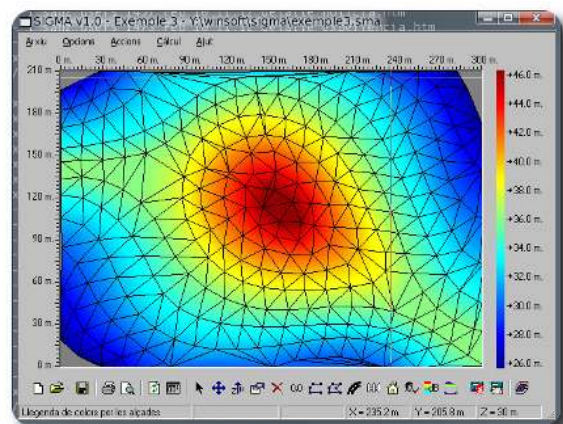 SIGMA v1.0 - Exemple 3 - Y:\winsoft\sigma\exemple3.sma
Arxiu Opcions Accions Càlcul Ajut
0 m. 30 m. 60 m. 90 m. 120 m. 150 m. 180 m. 210 m. 240 m. 270 m. 300 m.
210 m.
180 m.
150 m.
120 m.
90 m.
60 m.
30 m.
0 m.
+46.0 m.
+44.0 m.
+42.0 m.
+40.0 m.
+38.0 m.
+36.0 m.
+34.0 m.
+32.0 m.
+30.0 m.
+28.0 m.
+26.0 m.
Llegenda de colors per les alçades X = 235.2 m Y = 205.8 m Z = 30 m.